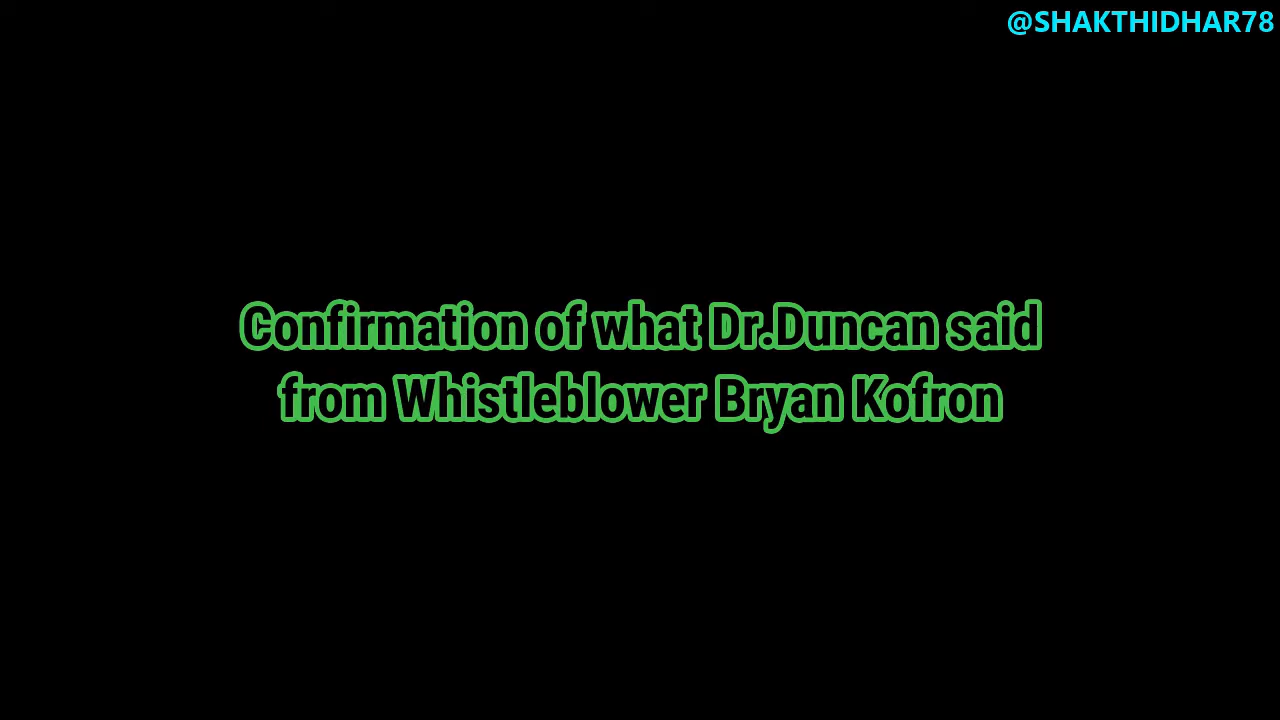 @SHAKTHIDHAR78
Confirmation of what Dr.Duncan said
from Whistleblower Bryan Kofron